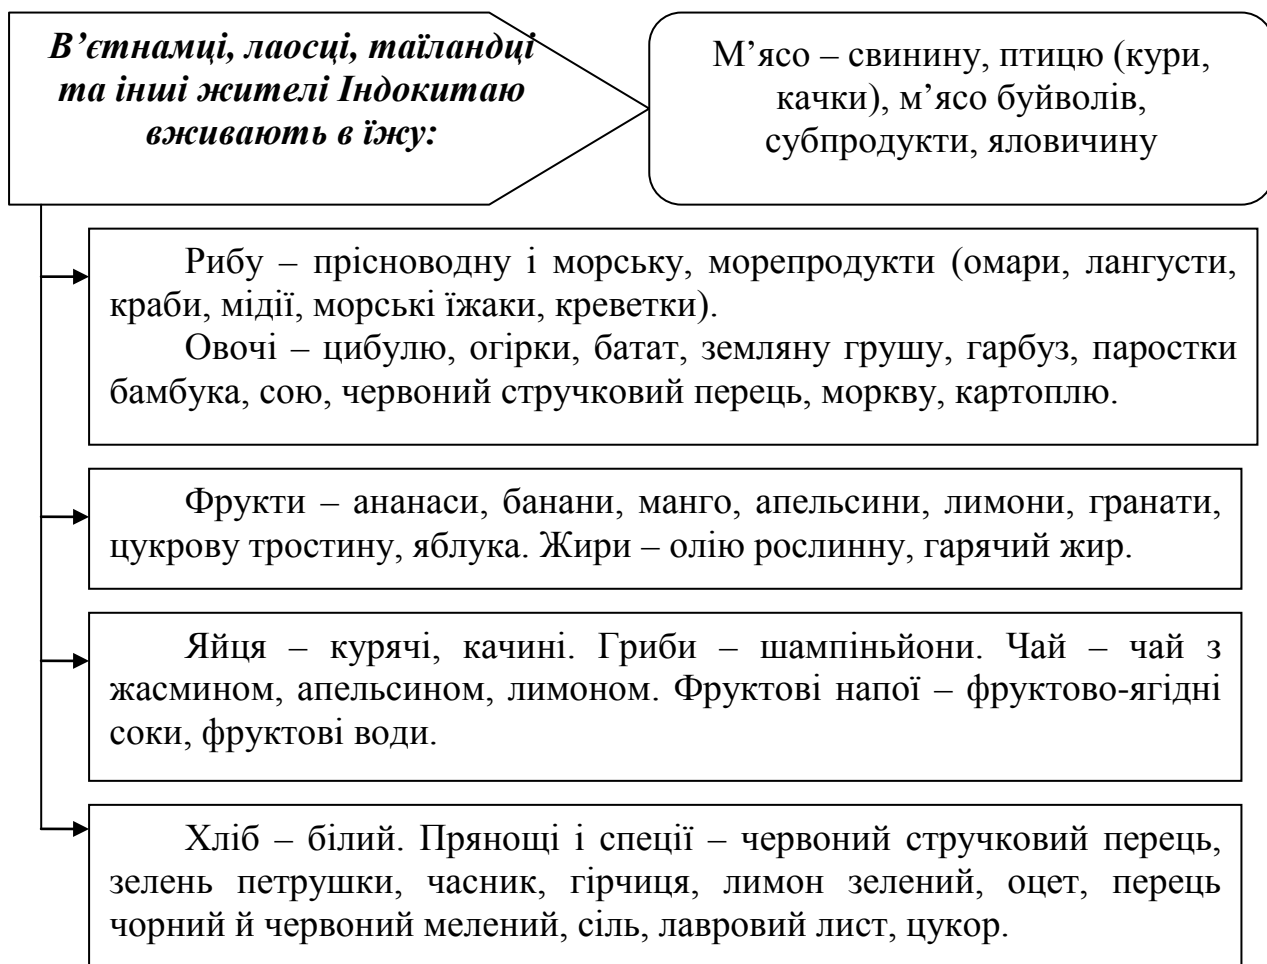 В’єтнамці, лаосці, таїландці
та інші жителі Індокитаю
вживають в їжу:
М’ясо – свинину, птицю (кури,
качки), м’ясо буйволів,
субпродукти, яловичину
Рибу – прісноводну і морську, морепродукти (омари, лангусти,
краби, мідії, морські їжаки, креветки).
Овочі – цибулю, огірки, батат, земляну грушу, гарбуз, паростки
бамбука, сою, червоний стручковий перець, моркву, картоплю.
Фрукти – ананаси, банани, манго, апельсини, лимони, гранати,
цукрову тростину, яблука. Жири – олію рослинну, гарячий жир.
Яйця – курячі, качині. Гриби – шампіньйони. Чай – чай з
жасмином, апельсином, лимоном. Фруктові напої – фруктово-ягідні
соки, фруктові води.
Хліб – білий. Прянощі і спеції – червоний стручковий перець,
зелень петрушки, часник, гірчиця, лимон зелений, оцет, перець
чорний й червоний мелений, сіль, лавровий лист, цукор.